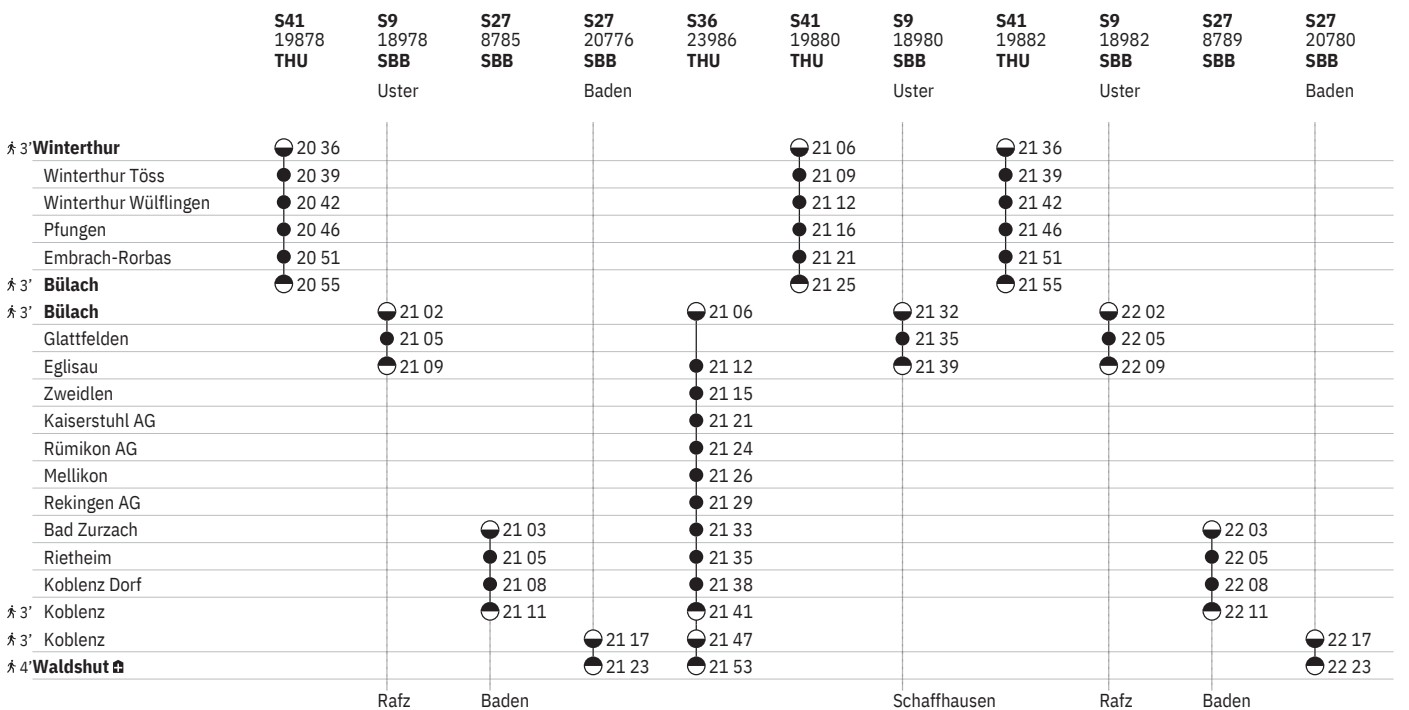 S41 S9 S27 S27 S36 S41 S9 S41 S9 S27 S27
19878 18978 8785 20776 23986 19880 18980 19882 18982 8789 20780
THU SBB SBB SBB THU THU SBB THU SBB SBB SBB
Uster Baden Uster Uster Baden
3’ Winterthur 20 36 21 06 21 36
Winterthur Töss 20 39 21 09 21 39
Winterthur Wülflingen 20 42 21 12 21 42
Pfungen 20 46 21 16 21 46
Embrach-Rorbas 20 51 21 21 21 51
3’ Bülach 20 55 21 25 21 55
3’ Bülach 21 02 21 06 21 32 22 02
Glattfelden 21 05 21 35 22 05
Eglisau 21 09 21 12 21 39 22 09
Zweidlen 21 15
Kaiserstuhl AG 21 21
Rümikon AG 21 24
Mellikon 21 26
Rekingen AG 21 29
Bad Zurzach 21 03 21 33 22 03
Rietheim 21 05 21 35 22 05
Koblenz Dorf 21 08 21 38 22 08
3’ Koblenz 21 11 21 41 22 11
3’ Koblenz 21 17 21 47 22 17
4’ Waldshut 21 23 21 53 22 23
Rafz Baden Schaffhausen Rafz Baden